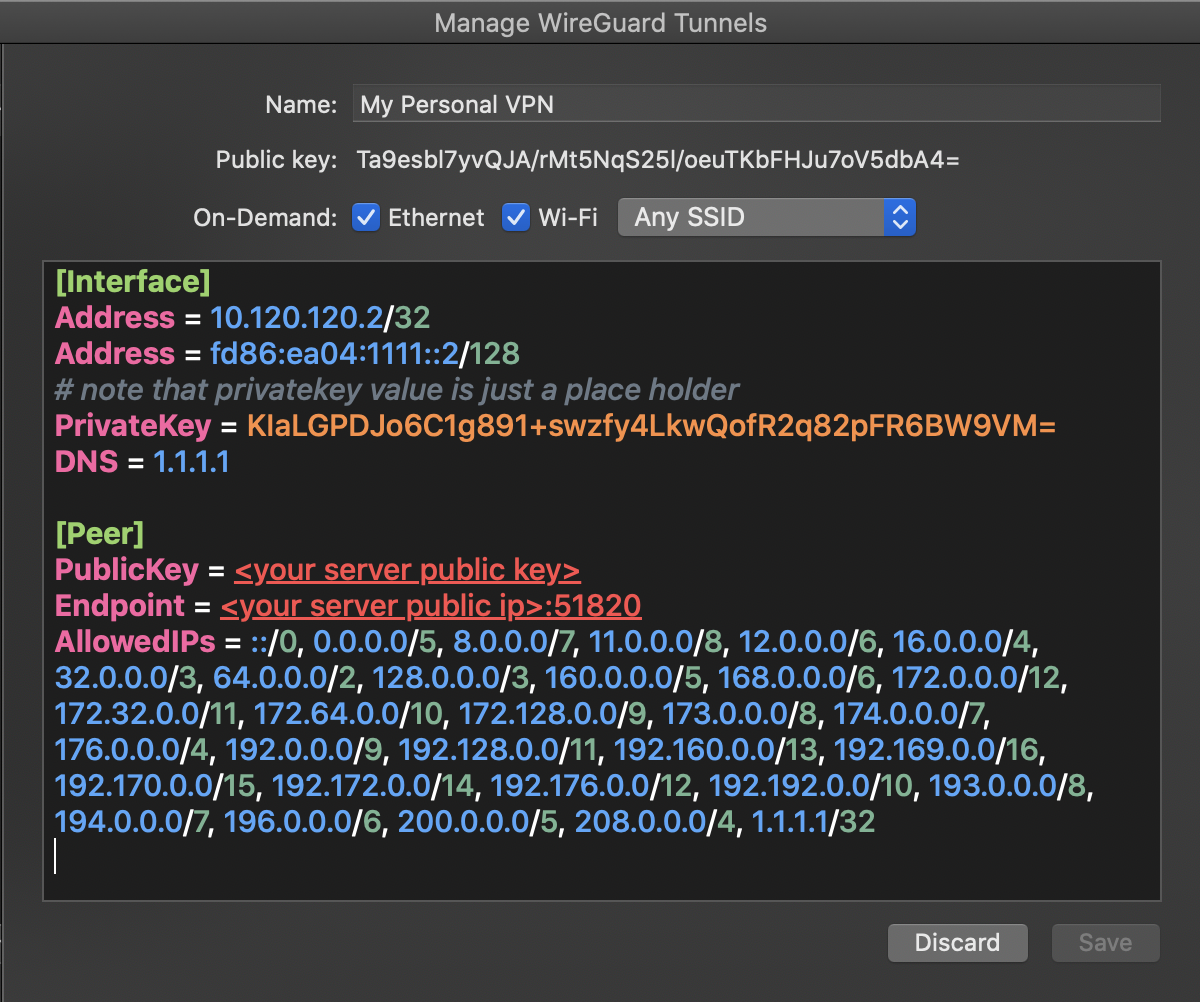 Manage WireGuard Tunnels
Name: My Personal VPN
Public key: Ta9esbl7yvQJA/rMt5NqS25l/oeuTKbFHJu7oV5dbA4=
On-Demand: Ethernet Wi-Fi Any SSID
[Interface]
Address = 10.120.120.2/32
Address = fd86:ea04:1111::2/128
# note that privatekey value is just a place holder
PrivateKey = KIaLGPDJo6C1g891+swzfy4LkwQofR2q82pFR6BW9VM=
DNS = 1.1.1.1
[Peer]
PublicKey = <your server public key>
Endpoint = <your server public ip>:51820
AllowedIPs = ::/0, 0.0.0.0/5, 8.0.0.0/7, 11.0.0.0/8, 12.0.0.0/6, 16.0.0.0/4,
32.0.0.0/3, 64.0.0.0/2, 128.0.0.0/3, 160.0.0.0/5, 168.0.0.0/6, 172.0.0.0/12,
172.32.0.0/11, 172.64.0.0/10, 172.128.0.0/9, 173.0.0.0/8, 174.0.0.0/7,
176.0.0.0/4, 192.0.0.0/9, 192.128.0.0/11, 192.160.0.0/13, 192.169.0.0/16,
192.170.0.0/15, 192.172.0.0/14, 192.176.0.0/12, 192.192.0.0/10, 193.0.0.0/8,
194.0.0.0/7, 196.0.0.0/6, 200.0.0.0/5, 208.0.0.0/4, 1.1.1.1/32
Discard Save